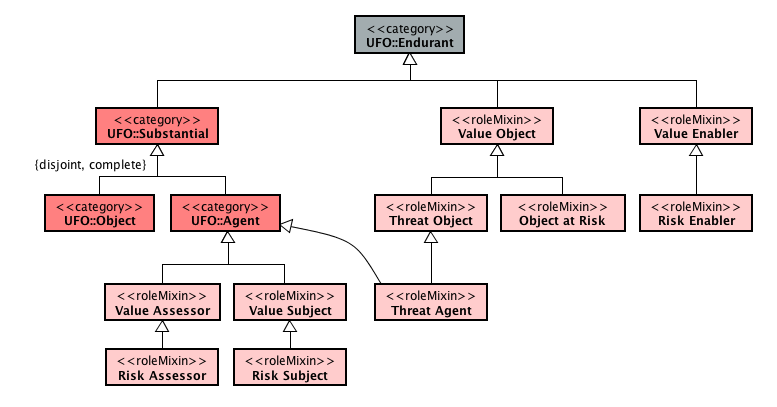 <<category>>
UFO::Endurant
<<category>>
UFO::Substantial
<<roleMixin>>
Value Object
<<roleMixin>>
Value Enabler
{disjoint, complete}
<<category>>
UFO::Object
<<category>>
UFO::Agent
<<roleMixin>>
Threat Object
<<roleMixin>>
Object at Risk
<<roleMixin>>
Risk Enabler
<<roleMixin>>
Value Assessor
<<roleMixin>>
Value Subject
<<roleMixin>>
Threat Agent
<<roleMixin>>
Risk Assessor
<<roleMixin>>
Risk Subject